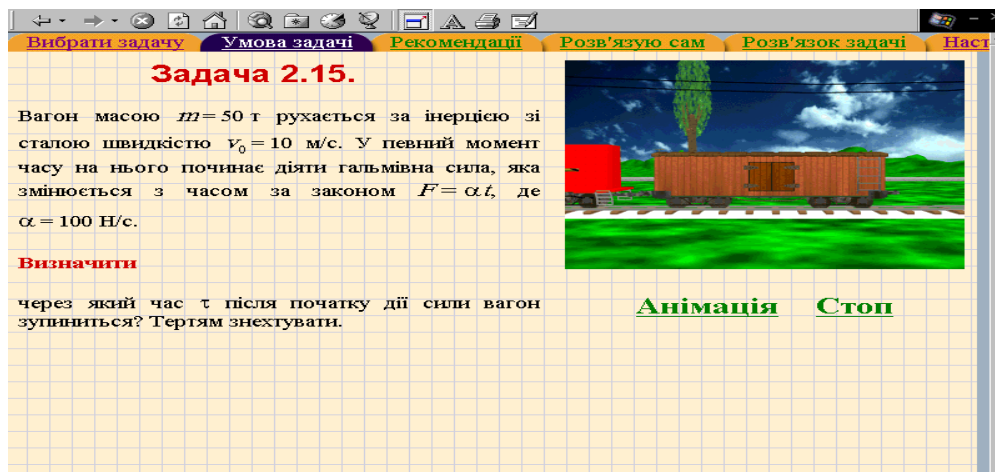 Вибрати задачу Умова задачі Рекомендації Розв'язую сам Розв'язок задачі Наст
Задача 2.15.
Вагон масою m = 50 т рухається за інерцією зі
сталою швидкістю v₀ = 10 м/с. У певний момент
часу на нього починає діяти гальмівна сила, яка
змінюється з часом за законом F = αt, де
α = 100 Н/с.
Визначити
через який час τ після початку дії сили вагон
зупиниться? Тертям знехтувати.
Анімація Стоп